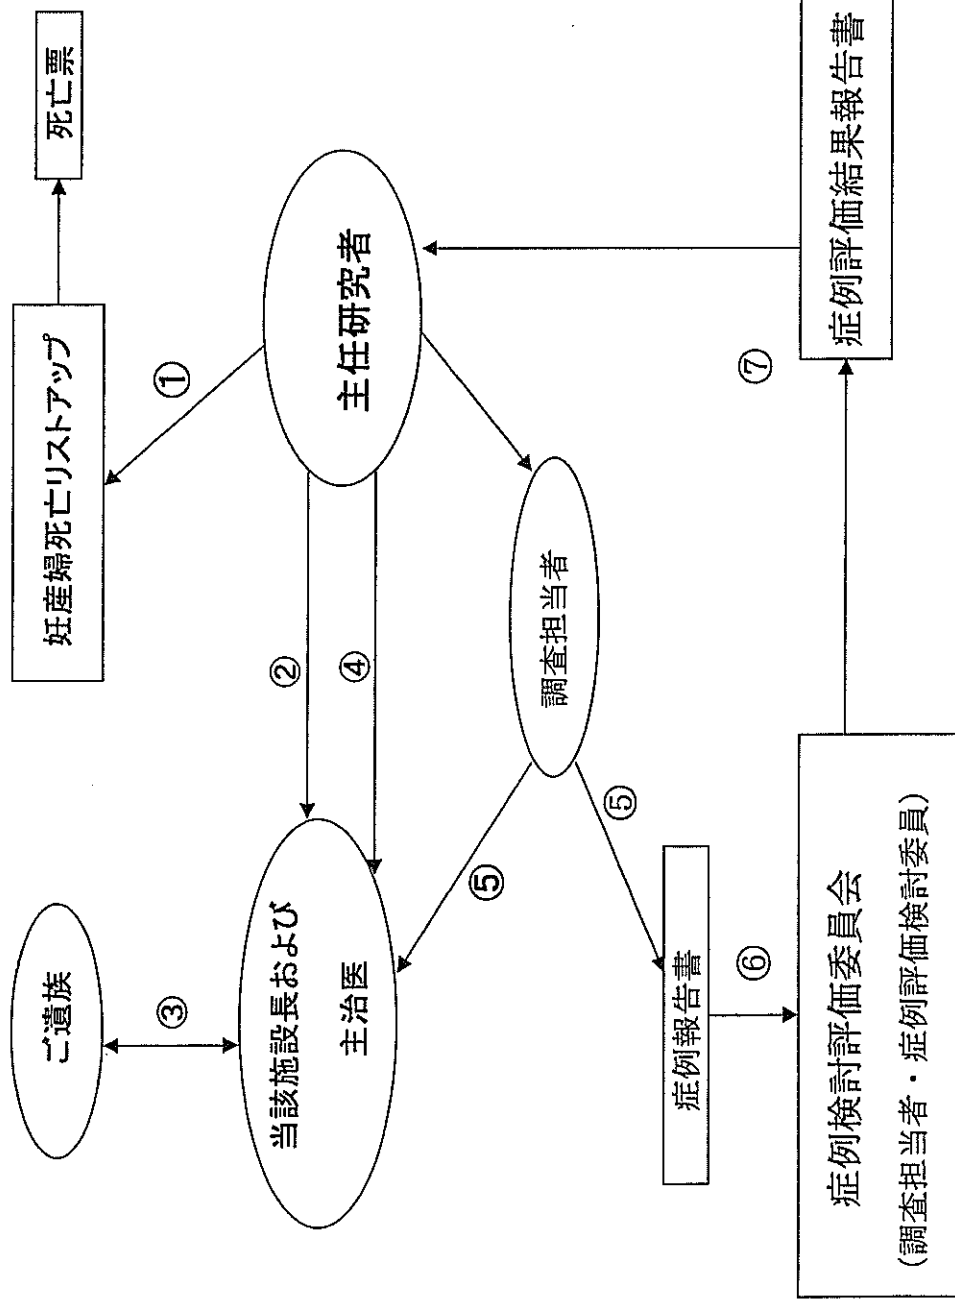 ご遺族
妊産婦死亡リストアップ
死亡票
③
①
当該施設長および
主治医
②
④
主任研究者
⑤
調査担当者
⑤
症例報告書
⑥
⑦
症例検討評価委員会
(調査担当者・症例評価検討委員)
症例評価結果報告書